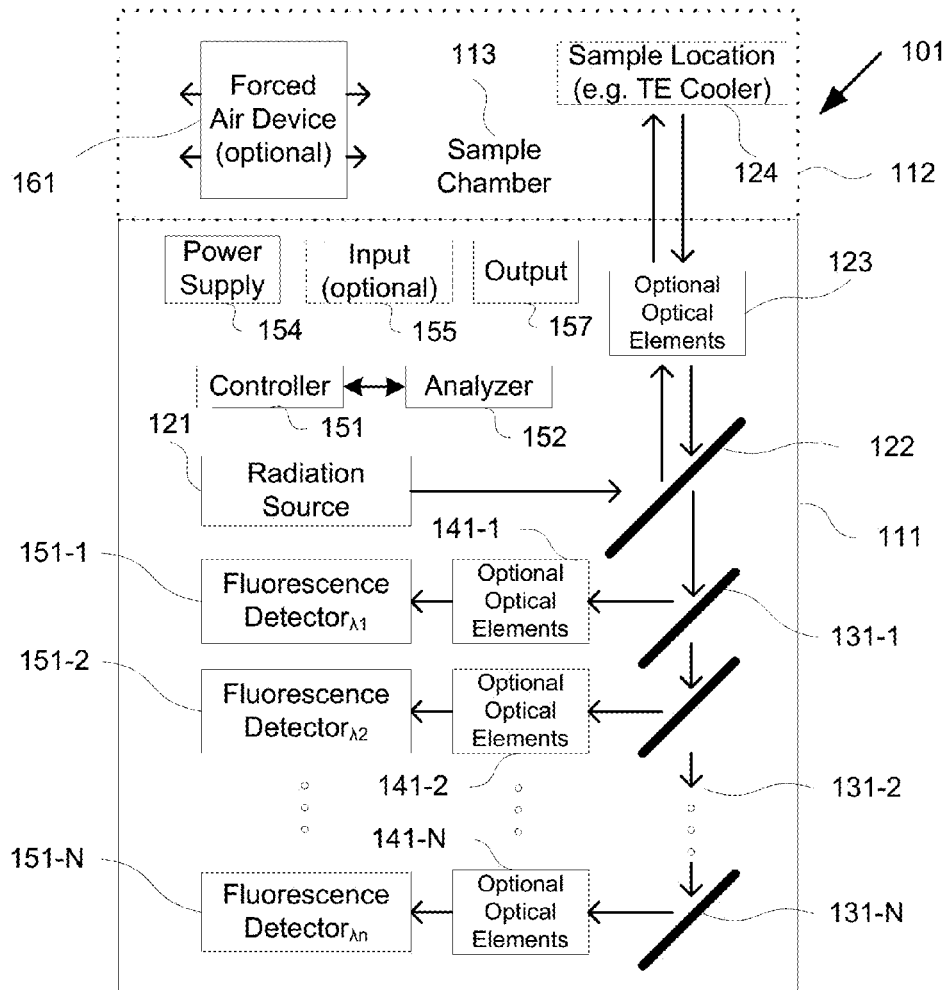 Forced
Air Device
(optional)
161
113
Sample
Chamber
Sample Location
(e.g. TE Cooler)
124
101
112
Power
Supply
154
Input
(optional)
155
Output
157
Optional
Optical
Elements
123
Controller
151
Analyzer
152
121
Radiation
Source
122
111
141-1
151-1
Fluorescence
Detectorλ1
Optional
Optical
Elements
131-1
151-2
Fluorescence
Detectorλ2
Optional
Optical
Elements
141-2
131-2
141-N
151-N
Fluorescence
Detectorλn
Optional
Optical
Elements
131-N